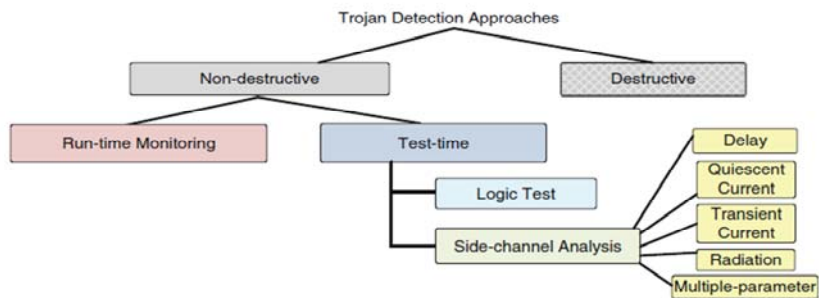 Trojan Detection Approaches
Non-destructive
Destructive
Run-time Monitoring
Test-time
Logic Test
Side-channel Analysis
Delay
Quiescent
Current
Transient
Current
Radiation
Multiple-parameter